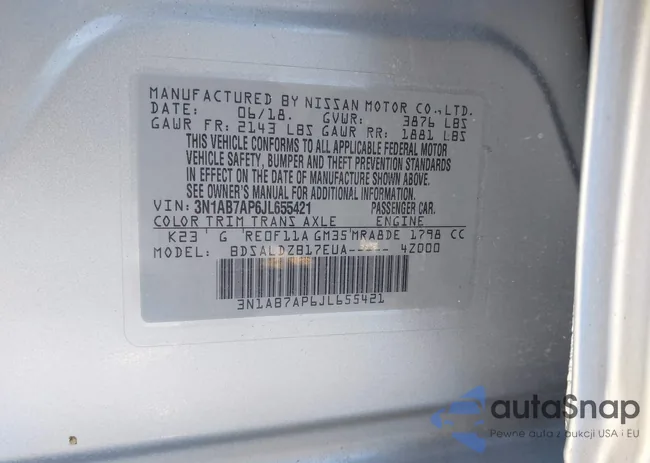 MANUFACTURED BY NISSAN MOTOR CO.,LTD.
DATE: 06/18. GVWR: 3876 LBS
GAWR FR: 2143 LBS GAWR RR: 1881 LBS
THIS VEHICLE CONFORMS TO ALL APPLICABLE FEDERAL MOTOR
VEHICLE SAFETY, BUMPER AND THEFT PREVENTION STANDARDS
IN EFFECT ON THE DATE OF MANUFACTURE SHOWN ABOVE.
SEE OWNER'S MANUAL FOR ADDITIONAL INFORMATION.
VIN: 3N1AB7AP6JL655421 PASSENGER CAR.
COLOR TRIM TRANS AXLE ENGINE
K23 G RE0F11A GM35 MRA8DE 1798 CC
MODEL: BDSALDZB17EUA----- 4Z000
3N1AB7AP6JL655421
autaSnap
Pewne auta z aukcji USA i EU